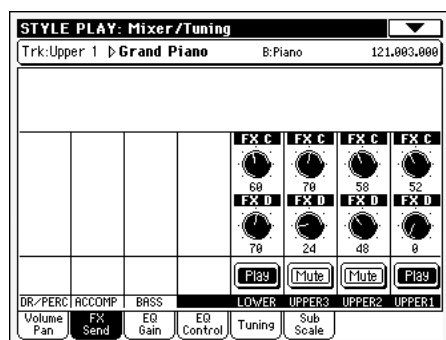 STYLE PLAY: Mixer/Tuning
Trk:Upper 1 Grand Piano B:Piano 121.003.000
FX C FX C FX C FX C
60 70 58 52
FX D FX D FX D FX D
70 24 48 0
Play Mute Mute Play
DR/PERC ACCOMP BASS LOWER UPPER3 UPPER2 UPPER1
Volume Pan FX Send EQ Gain EQ Control Tuning Sub Scale